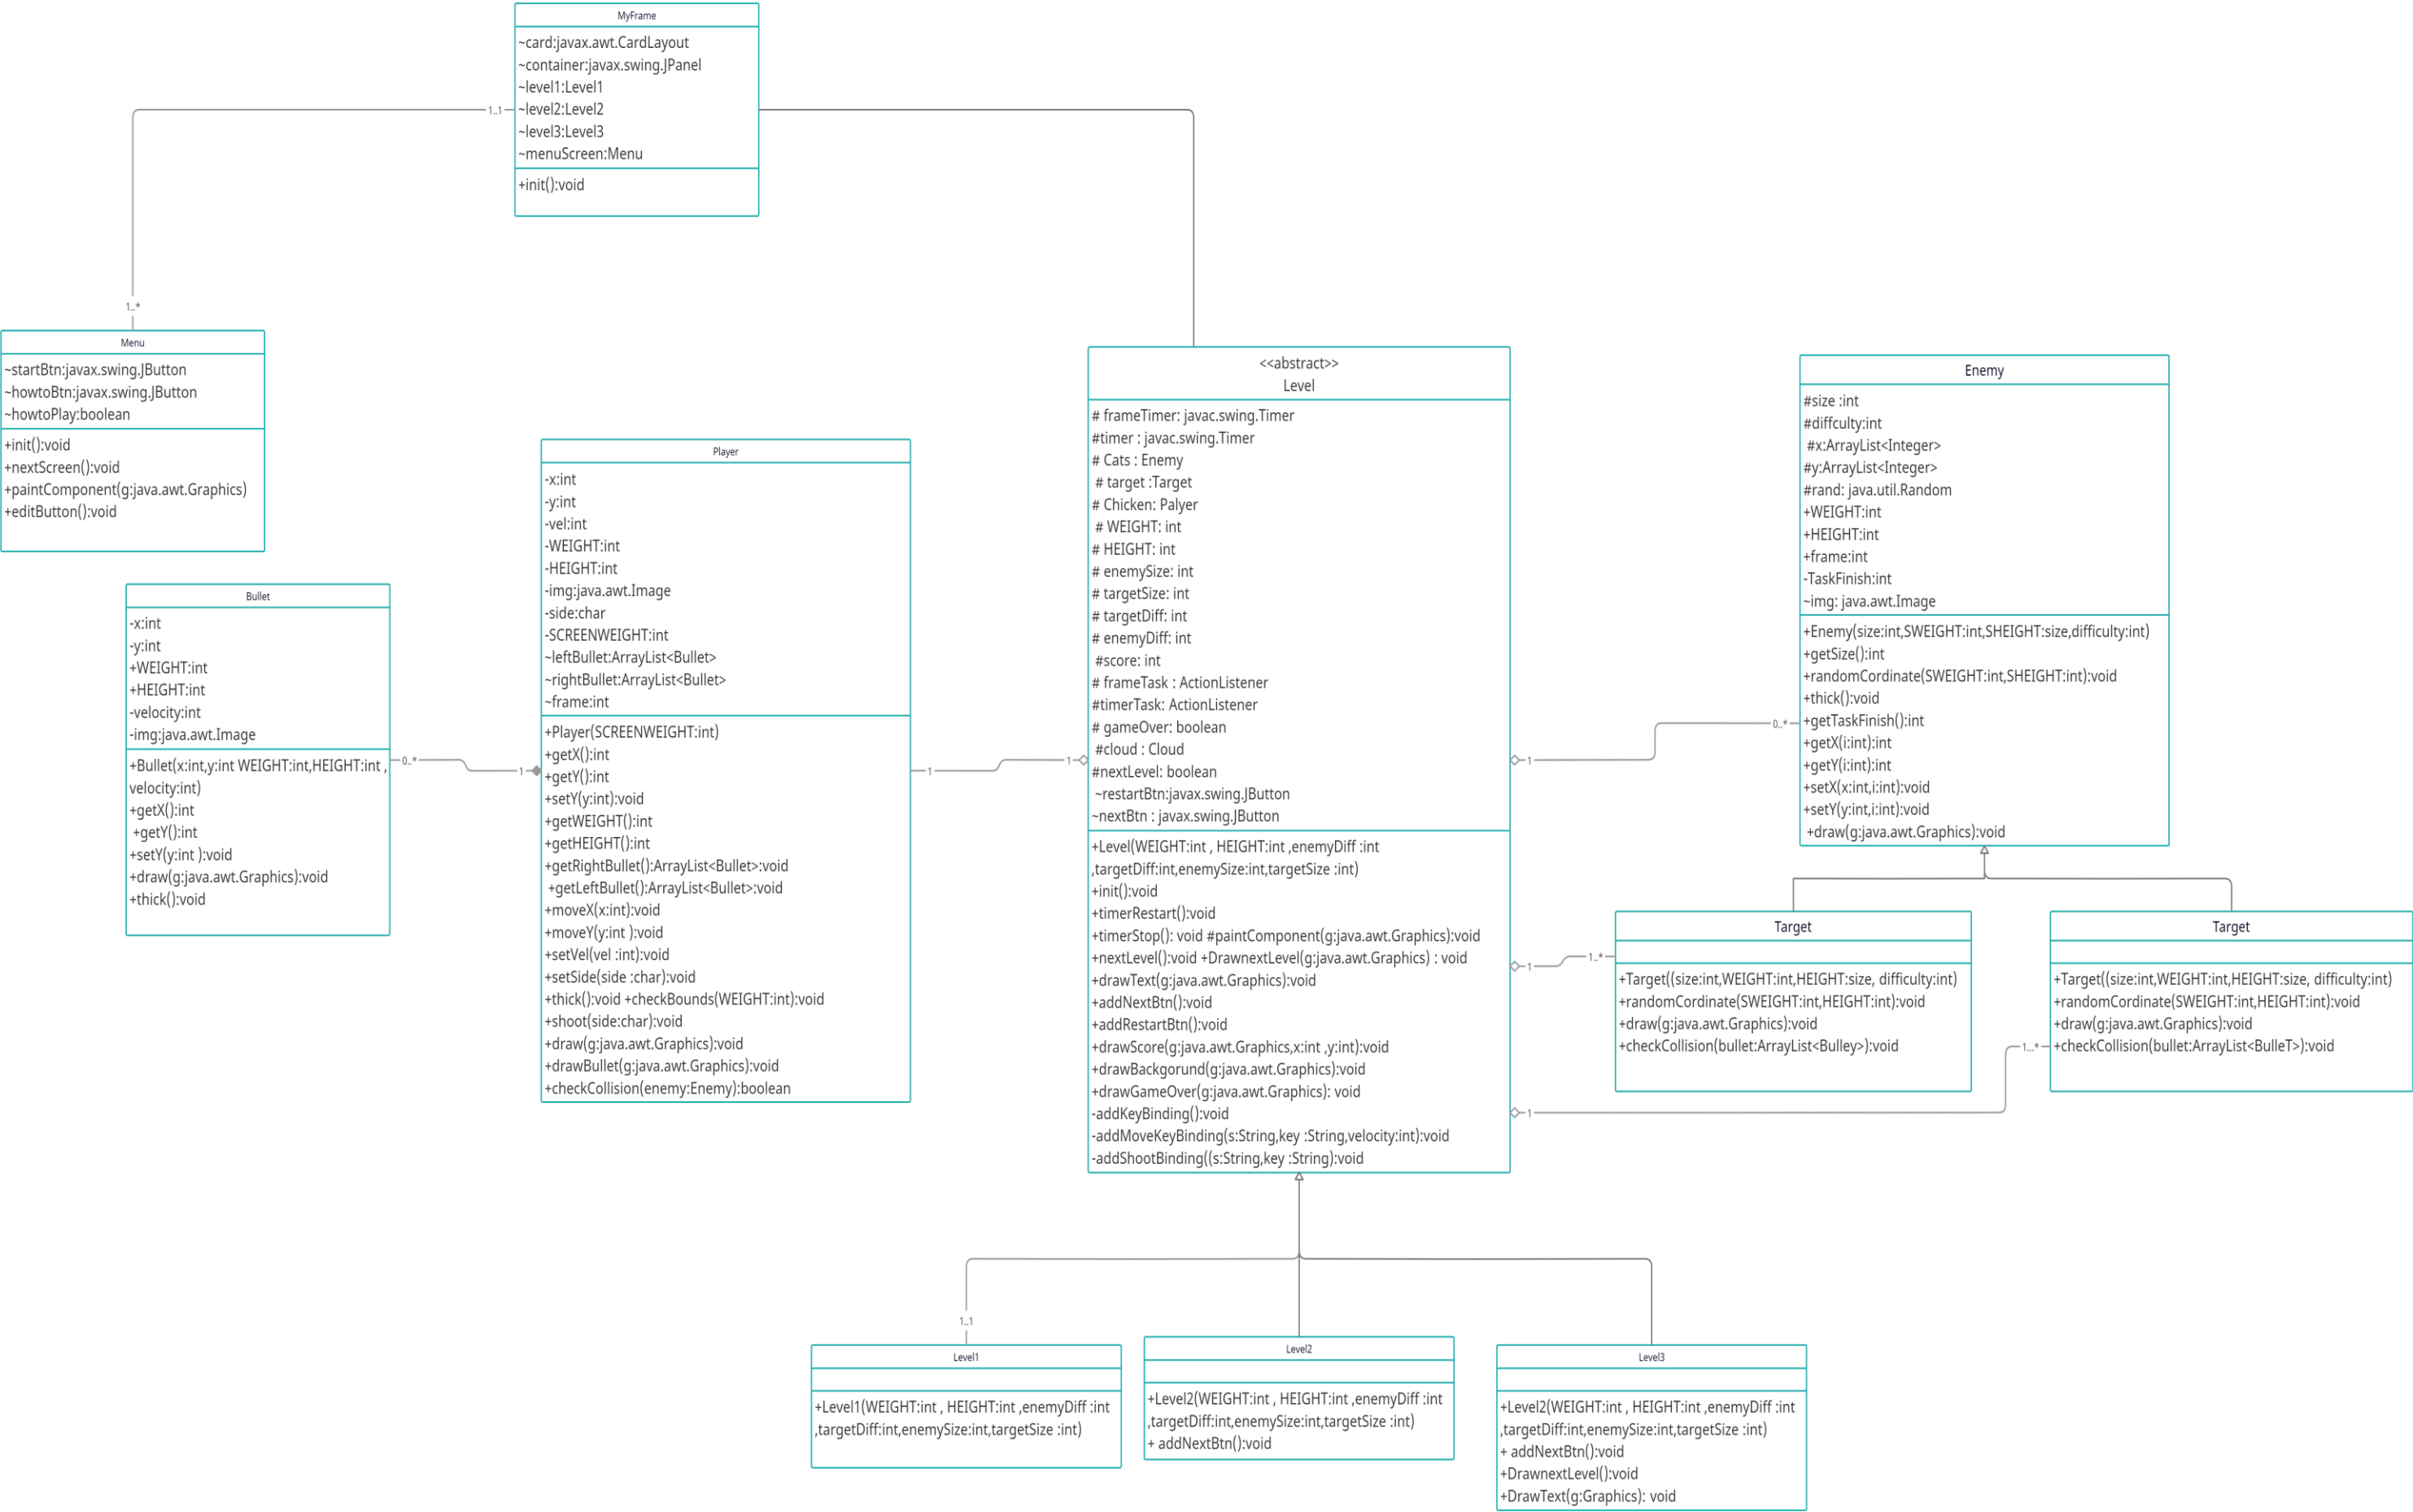 MyFrame
~card:javax.awt.CardLayout
~container:javax.swing.JPanel
~level1:Level1
~level2:Level2
~level3:Level3
~menuScreen:Menu
+init():void
1..1
1..*
Menu
~startBtn:javax.swing.JButton
~howtoBtn:javax.swing.JButton
~howtoPlay:boolean
+init():void
+nextScreen():void
+paintComponent(g:java.awt.Graphics)
+editButton():void
Bullet
-x:int
-y:int
+WEIGHT:int
+HEIGHT:int
-velocity:int
-img:java.awt.Image
+Bullet(x:int,y:int WEIGHT:int,HEIGHT:int ,
velocity:int)
+getX():int
+getY():int
+setY(y:int ):void
+draw(g:java.awt.Graphics):void
+thick():void
0..*
1
Player
-x:int
-y:int
-vel:int
-WEIGHT:int
-HEIGHT:int
-img:java.awt.Image
-side:char
-SCREENWEIGHT:int
~leftBullet:ArrayList<Bullet>
~rightBullet:ArrayList<Bullet>
~frame:int
+Player(SCREENWEIGHT:int)
+getX():int
+getY():int
+setY(y:int):void
+getWEIGHT():int
+getHEIGHT():int
+getRightBullet():ArrayList<Bullet>:void
+getLeftBullet():ArrayList<Bullet>:void
+moveX(x:int):void
+moveY(y:int ):void
+setVel(vel :int):void
+setSide(side :char):void
+thick():void +checkBounds(WEIGHT:int):void
+shoot(side:char):void
+draw(g:java.awt.Graphics):void
+drawBullet(g:java.awt.Graphics):void
+checkCollision(enemy:Enemy):boolean
1
1
<<abstract>>
Level
# frameTimer: javac.swing.Timer
#timer : javac.swing.Timer
# Cats : Enemy
# target :Target
# Chicken: Palyer
# WEIGHT: int
# HEIGHT: int
# enemySize: int
# targetSize: int
# targetDiff: int
# enemyDiff: int
#score: int
# frameTask : ActionListener
#timerTask: ActionListener
# gameOver: boolean
#cloud : Cloud
#nextLevel: boolean
~restartBtn:javax.swing.JButton
~nextBtn : javax.swing.JButton
+Level(WEIGHT:int , HEIGHT:int ,enemyDiff :int
,targetDiff:int,enemySize:int,targetSize :int)
+init():void
+timerRestart():void
+timerStop(): void #paintComponent(g:java.awt.Graphics):void
+nextLevel():void +DrawnextLevel(g:java.awt.Graphics) : void
+drawText(g:java.awt.Graphics):void
+addNextBtn():void
+addRestartBtn():void
+drawScore(g:java.awt.Graphics,x:int ,y:int):void
+drawBackgorund(g:java.awt.Graphics):void
+drawGameOver(g:java.awt.Graphics): void
-addKeyBinding():void
-addMoveKeyBinding(s:String,key :String,velocity:int):void
-addShootBinding((s:String,key :String):void
1
0..*
1
1..*
1
1...*
Enemy
#size :int
#diffculty:int
#x:ArrayList<Integer>
#y:ArrayList<Integer>
#rand: java.util.Random
+WEIGHT:int
+HEIGHT:int
+frame:int
-TaskFinish:int
~img: java.awt.Image
+Enemy(size:int,SWEIGHT:int,SHEIGHT:size,difficulty:int)
+getSize():int
+randomCordinate(SWEIGHT:int,SHEIGHT:int):void
+thick():void
+getTaskFinish():int
+getX(i:int):int
+getY(i:int):int
+setX(x:int,i:int):void
+setY(y:int,i:int):void
+draw(g:java.awt.Graphics):void
Target
+Target((size:int,WEIGHT:int,HEIGHT:size, difficulty:int)
+randomCordinate(SWEIGHT:int,HEIGHT:int):void
+draw(g:java.awt.Graphics):void
+checkCollision(bullet:ArrayList<Bulley>):void
Target
+Target((size:int,WEIGHT:int,HEIGHT:size, difficulty:int)
+randomCordinate(SWEIGHT:int,HEIGHT:int):void
+draw(g:java.awt.Graphics):void
+checkCollision(bullet:ArrayList<BulleT>):void
1..1
Level1
+Level1(WEIGHT:int , HEIGHT:int ,enemyDiff :int
,targetDiff:int,enemySize:int,targetSize :int)
Level2
+Level2(WEIGHT:int , HEIGHT:int ,enemyDiff :int
,targetDiff:int,enemySize:int,targetSize :int)
+ addNextBtn():void
Level3
+Level2(WEIGHT:int , HEIGHT:int ,enemyDiff :int
,targetDiff:int,enemySize:int,targetSize :int)
+ addNextBtn():void
+DrawnextLevel():void
+DrawText(g:Graphics): void